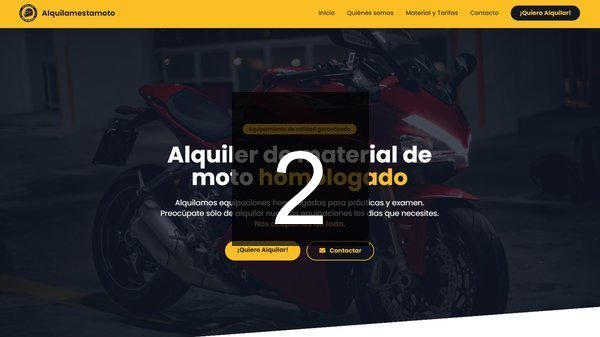 Alquilamestamoto
Inicio Quiénes somos Material y Tarifas Contacto ¡Quiero Alquilar!
Equipamiento de calidad garantizado
Alquiler de material de
moto homologado
Alquilamos equipaciones homologadas para prácticas y examen.
Preocúpate sólo de alquilar nuestras equipaciones los días que necesites.
Nos ocupamos de todo.
2
¡Quiero Alquilar! Contactar